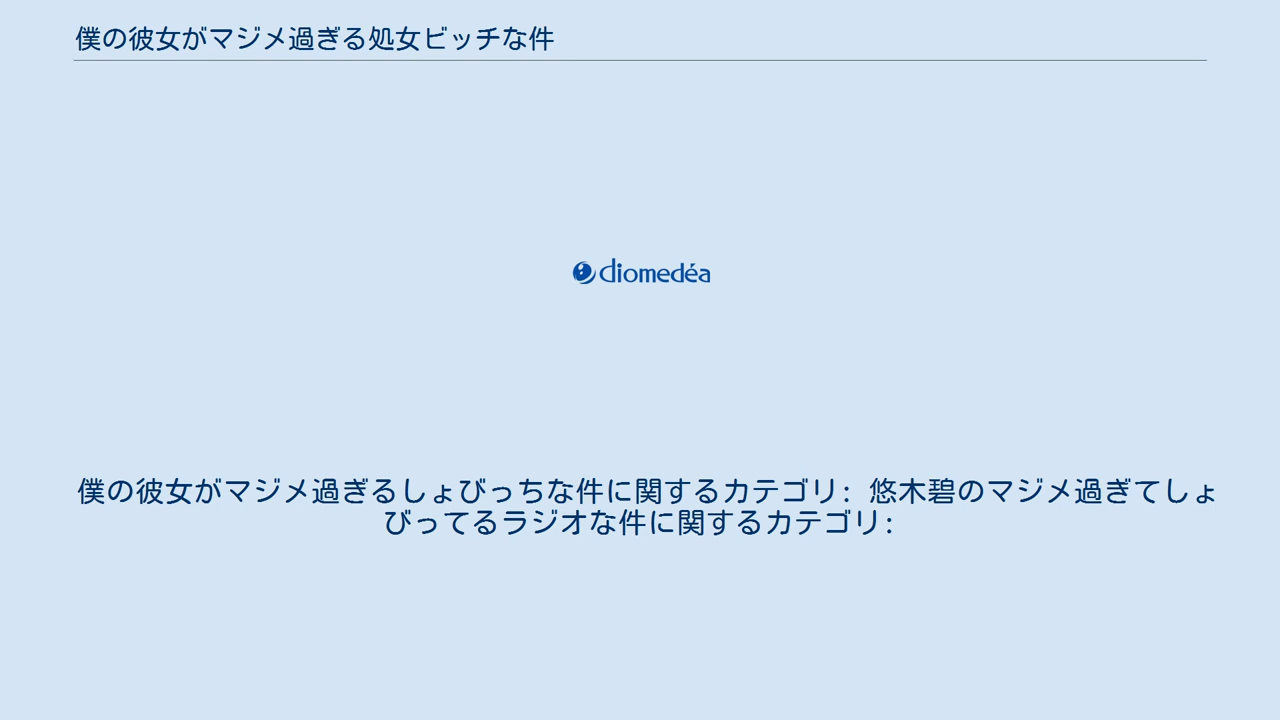 僕の彼女がマジメ過ぎる処女ビッチな件
diomedéa
僕の彼女がマジメ過ぎるしょびっちな件に関するカテゴリ: 悠木碧のマジメ過ぎてしょ
びってるラジオな件に関するカテゴリ: